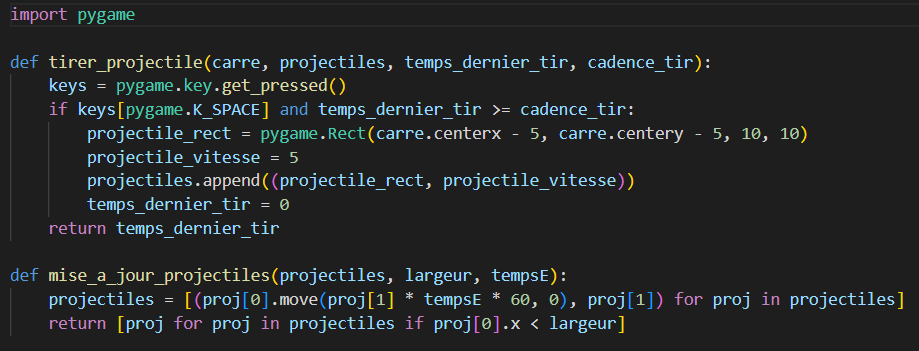 import pygame

def tirer_projectile(carre, projectiles, temps_dernier_tir, cadence_tir):
    keys = pygame.key.get_pressed()
    if keys[pygame.K_SPACE] and temps_dernier_tir >= cadence_tir:
        projectile_rect = pygame.Rect(carre.centerx - 5, carre.centery - 5, 10, 10)
        projectile_vitesse = 5
        projectiles.append((projectile_rect, projectile_vitesse))
        temps_dernier_tir = 0
    return temps_dernier_tir

def mise_a_jour_projectiles(projectiles, largeur, tempsE):
    projectiles = [(proj[0].move(proj[1] * tempsE * 60, 0), proj[1]) for proj in projectiles]
    return [proj for proj in projectiles if proj[0].x < largeur]